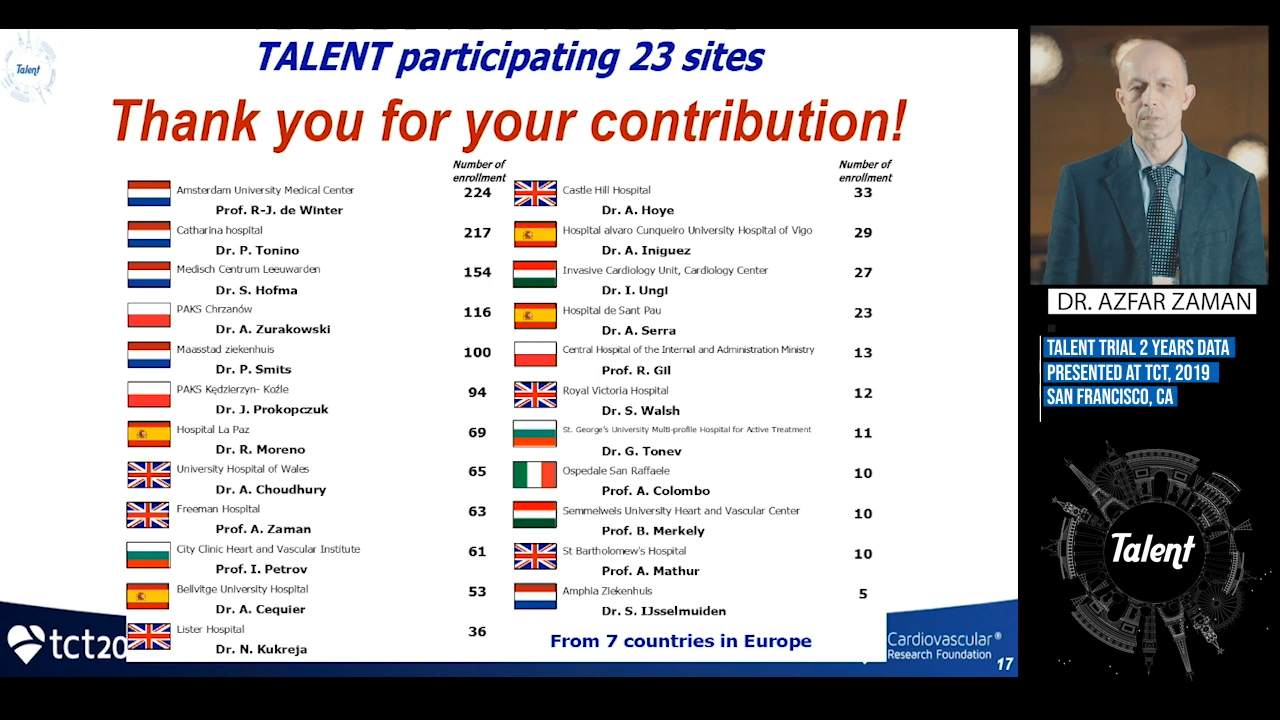 TALENT participating 23 sites
Talent
Thank you for your contribution!
Number of
enrollment
Amsterdam University Medical Center 224
Prof. R-J. de Winter
Catharina hospital 217
Dr. P. Tonino
Medisch Centrum Leeuwarden 154
Dr. S. Hofma
PAKS Chrzanów 116
Dr. A. Zurakowski
Maasstad ziekenhuis 100
Dr. P. Smits
PAKS Kędzierzyn- Koźle 94
Dr. J. Prokopczuk
Hospital La Paz 69
Dr. R. Moreno
University Hospital of Wales 65
Dr. A. Choudhury
Freeman Hospital 63
Prof. A. Zaman
City Clinic Heart and Vascular Institute 61
Prof. I. Petrov
Bellvitge University Hospital 53
Dr. A. Cequier
Lister Hospital 36
Dr. N. Kukreja
Number of
enrollment
Castle Hill Hospital 33
Dr. A. Hoye
Hospital alvaro Cunqueiro University Hospital of Vigo 29
Dr. A. Iniguez
Invasive Cardiology Unit, Cardiology Center 27
Dr. I. Ungi
Hospital de Sant Pau 23
Dr. A. Serra
Central Hospital of the Internal and Administration Ministry 13
Prof. R. Gil
Royal Victoria Hospital 12
Dr. S. Walsh
St. George's University Multi-profile Hospital for Active Treatment 11
Dr. G. Tonev
Ospedale San Raffaele 10
Prof. A. Colombo
Semmelweis University Heart and Vascular Center 10
Prof. B. Merkely
St Bartholomew's Hospital 10
Prof. A. Mathur
Amphia Ziekenhuis 5
Dr. S. IJsselmuiden
From 7 countries in Europe
tct20
Cardiovascular®
Research Foundation
17
DR. AZFAR ZAMAN
TALENT TRIAL 2 YEARS DATA
PRESENTED AT TCT, 2019
SAN FRANCISCO, CA
Talent